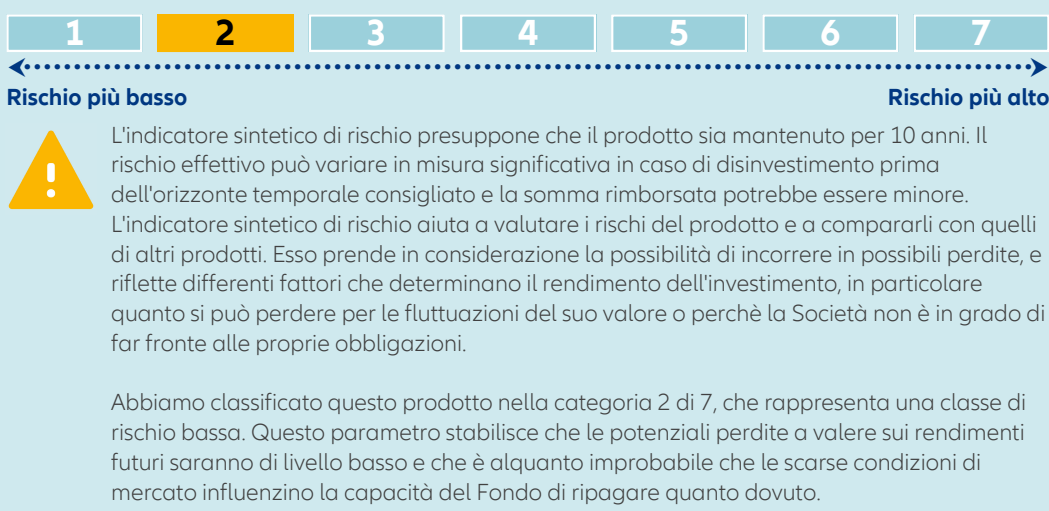 1 2 3 4 5 6 7
Rischio più basso Rischio più alto
L'indicatore sintetico di rischio presuppone che il prodotto sia mantenuto per 10 anni. Il
rischio effettivo può variare in misura significativa in caso di disinvestimento prima
dell'orizzonte temporale consigliato e la somma rimborsata potrebbe essere minore.
L'indicatore sintetico di rischio aiuta a valutare i rischi del prodotto e a compararli con quelli
di altri prodotti. Esso prende in considerazione la possibilità di incorrere in possibili perdite, e
riflette differenti fattori che determinano il rendimento dell'investimento, in particolare
quanto si può perdere per le fluttuazioni del suo valore o perchè la Società non è in grado di
far fronte alle proprie obbligazioni.
Abbiamo classificato questo prodotto nella categoria 2 di 7, che rappresenta una classe di
rischio bassa. Questo parametro stabilisce che le potenziali perdite a valere sui rendimenti
futuri saranno di livello basso e che è alquanto improbabile che le scarse condizioni di
mercato influenzino la capacità del Fondo di ripagare quanto dovuto.